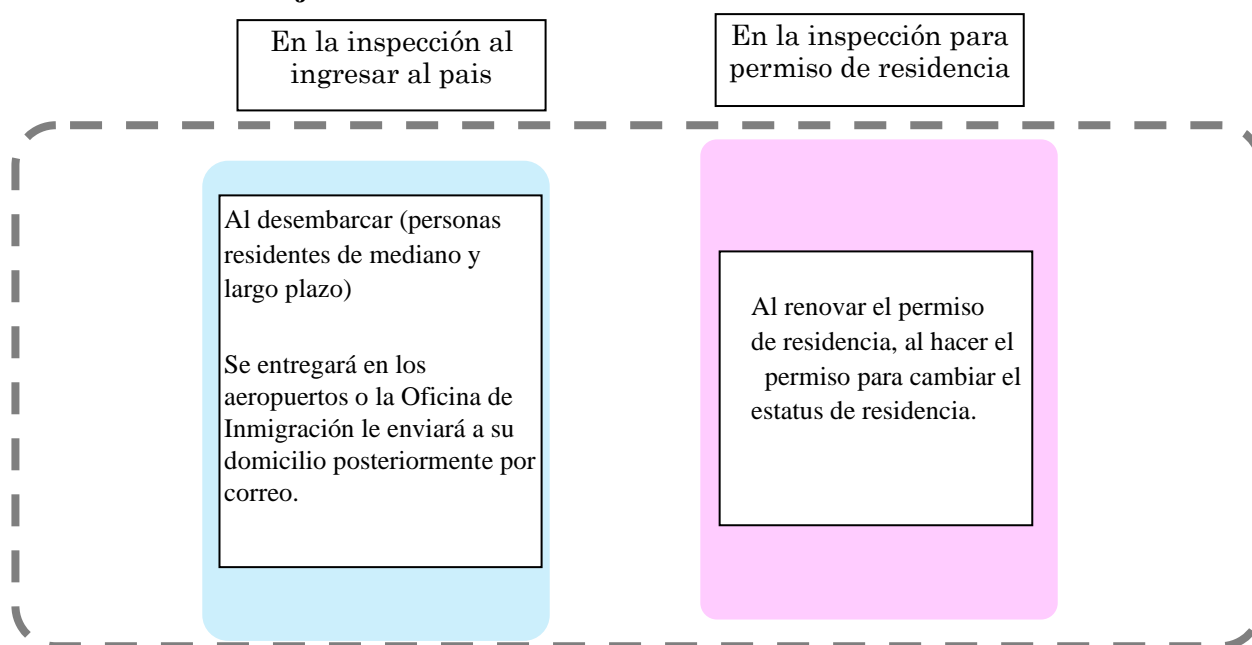 En la inspección al
ingresar al pais
En la inspección para
permiso de residencia
Al desembarcar (personas
residentes de mediano y
largo plazo)
Se entregará en los
aeropuertos o la Oficina de
Inmigración le enviará a su
domicilio posteriormente por
correo.
Al renovar el permiso
de residencia, al hacer el
permiso para cambiar el
estatus de residencia.